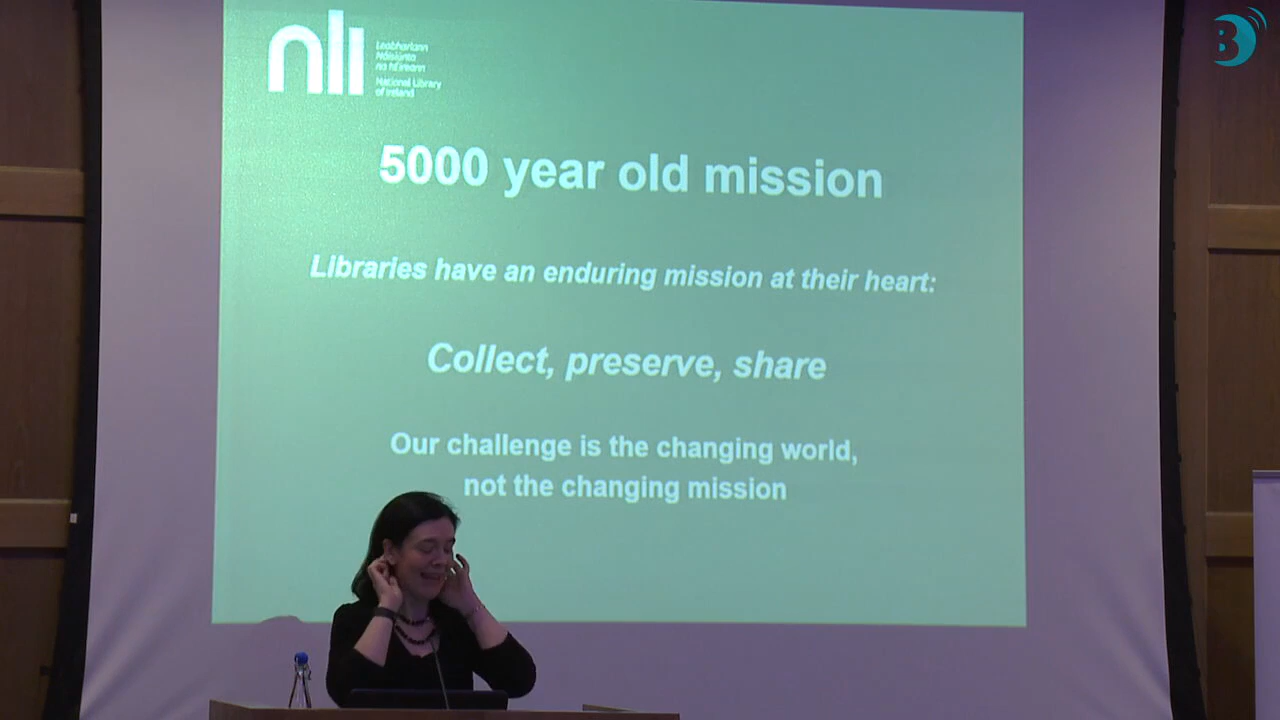 nli
Leabharlann
Náisiúnta
na hÉireann
National Library
of Ireland
5000 year old mission
Libraries have an enduring mission at their heart:
Collect, preserve, share
Our challenge is the changing world,
not the changing mission
B